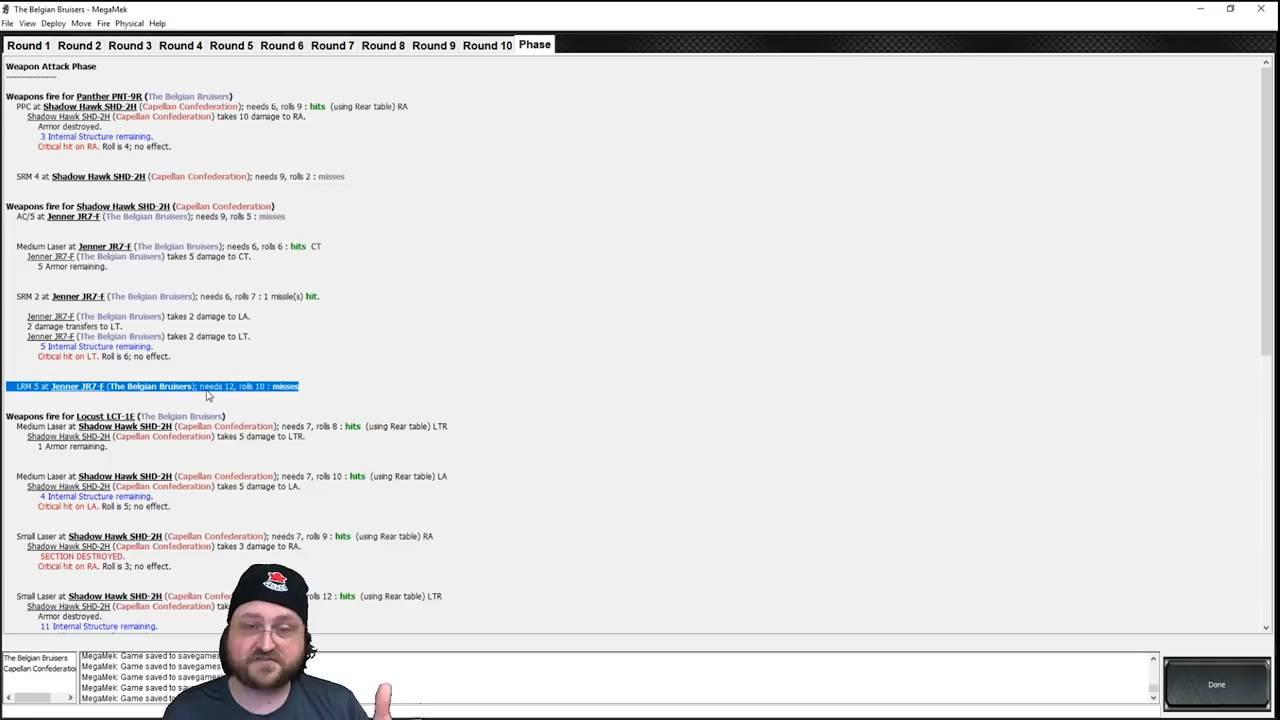 The Belgian Bruisers - MegaMek
File View Deploy Move Fire Physical Help
Round 1 Round 2 Round 3 Round 4 Round 5 Round 6 Round 7 Round 8 Round 9 Round 10 Phase
Weapon Attack Phase
-------------------
Weapons fire for Panther PNT-9R (The Belgian Bruisers)
PPC at Shadow Hawk SHD-2H (Capellan Confederation); needs 6, rolls 9 : hits (using Rear table) RA
Shadow Hawk SHD-2H (Capellan Confederation) takes 10 damage to RA.
Armor destroyed.
3 Internal Structure remaining.
Critical hit on RA. Roll is 4; no effect.
SRM 4 at Shadow Hawk SHD-2H (Capellan Confederation); needs 9, rolls 2 : misses
Weapons fire for Shadow Hawk SHD-2H (Capellan Confederation)
AC/5 at Jenner JR7-F (The Belgian Bruisers); needs 9, rolls 5 : misses
Medium Laser at Jenner JR7-F (The Belgian Bruisers); needs 6, rolls 6 : hits CT
Jenner JR7-F (The Belgian Bruisers) takes 5 damage to CT.
5 Armor remaining.
SRM 2 at Jenner JR7-F (The Belgian Bruisers); needs 6, rolls 7 : 1 missile(s) hit.
Jenner JR7-F (The Belgian Bruisers) takes 2 damage to LA.
2 damage transfers to LT.
Jenner JR7-F (The Belgian Bruisers) takes 2 damage to LT.
5 Internal Structure remaining.
Critical hit on LT. Roll is 6; no effect.
LRM 5 at Jenner JR7-F (The Belgian Bruisers); needs 12, rolls 10 : misses
Weapons fire for Locust LCT-1E (The Belgian Bruisers)
Medium Laser at Shadow Hawk SHD-2H (Capellan Confederation); needs 7, rolls 8 : hits (using Rear table) LTR
Shadow Hawk SHD-2H (Capellan Confederation) takes 5 damage to LTR.
1 Armor remaining.
Medium Laser at Shadow Hawk SHD-2H (Capellan Confederation); needs 7, rolls 10 : hits (using Rear table) LA
Shadow Hawk SHD-2H (Capellan Confederation) takes 5 damage to LA.
4 Internal Structure remaining.
Critical hit on LA. Roll is 5; no effect.
Small Laser at Shadow Hawk SHD-2H (Capellan Confederation); needs 7, rolls 9 : hits (using Rear table) RA
Shadow Hawk SHD-2H (Capellan Confederation) takes 3 damage to RA.
SECTION DESTROYED.
Critical hit on RA. Roll is 3; no effect.
Small Laser at Shadow Hawk SHD-2H (Capellan rolls 12 : hits (using Rear table) LTR
Shadow Hawk SHD-2H (Capellan
Armor destroyed.
11 Internal Structure remaining.
The Belgian Bruisers
Capellan Confederatio
MegaMek: Game saved to savegames
MegaMek: Game saved to savegames
MegaMek: Game saved to savegames
MegaMek: Game saved to savegames
MegaMek: Game saved to savegames
Done